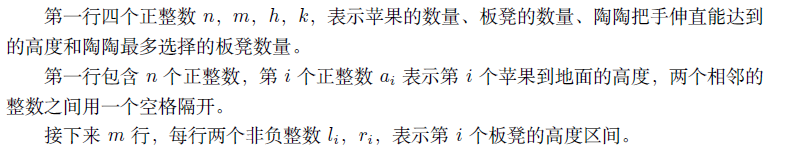 第一行四个正整数 n，m，h，k，表示苹果的数量、板凳的数量、陶陶把手伸直能达到
的高度和陶陶最多选择的板凳数量。
第一行包含 n 个正整数，第 i 个正整数 aᵢ 表示第 i 个苹果到地面的高度，两个相邻的
整数之间用一个空格隔开。
接下来 m 行，每行两个非负整数 lᵢ，rᵢ，表示第 i 个板凳的高度区间。